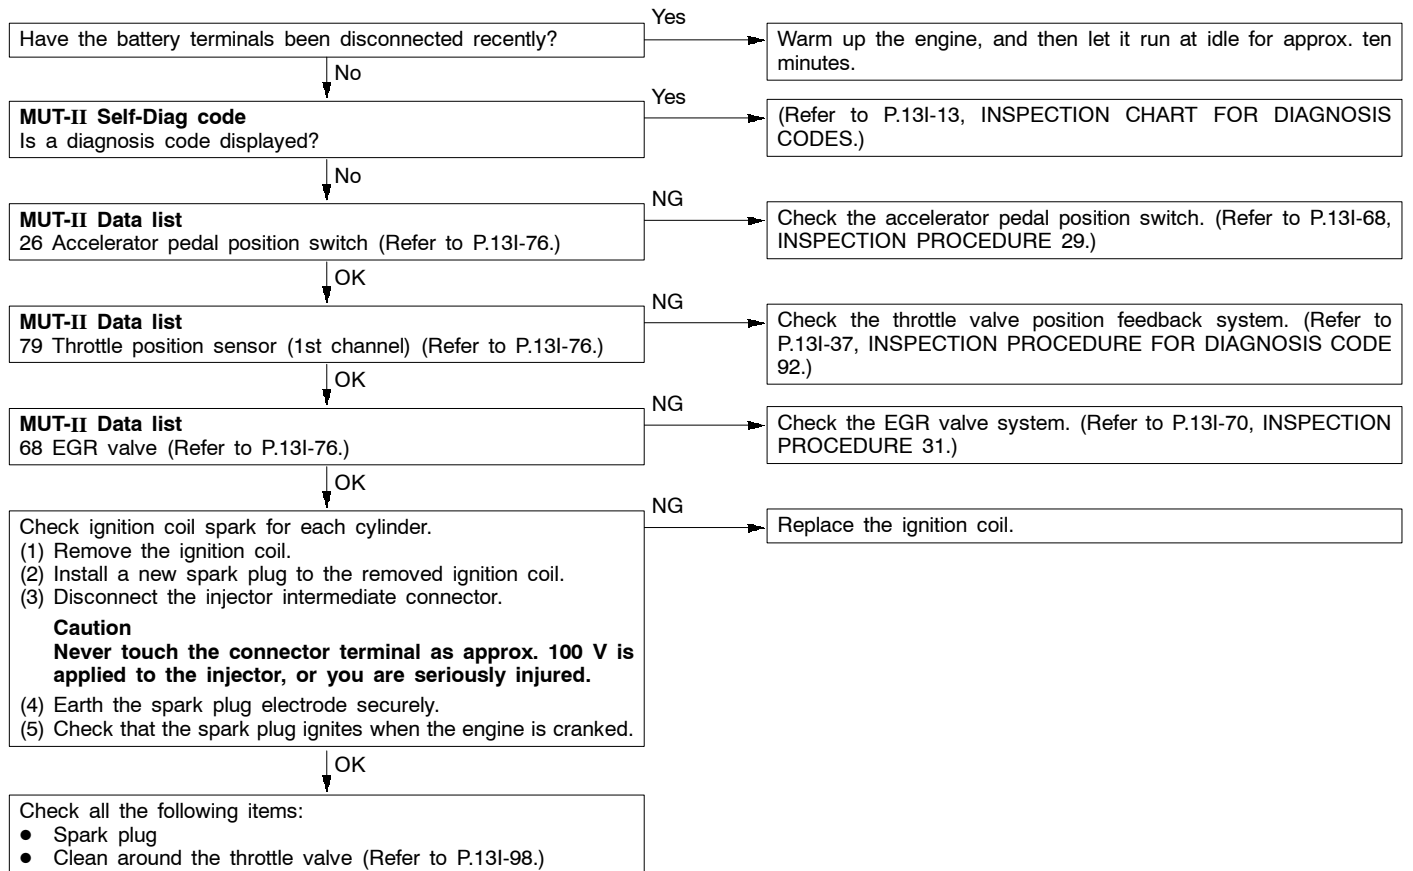 Yes
Have the battery terminals been disconnected recently?
Warm up the engine, and then let it run at idle for approx. ten
minutes.
No
MUT-II Self-Diag code
Is a diagnosis code displayed?
Yes
(Refer to P.13I-13, INSPECTION CHART FOR DIAGNOSIS
CODES.)
No
MUT-II Data list
26 Accelerator pedal position switch (Refer to P.13I-76.)
NG
Check the accelerator pedal position switch. (Refer to P.13I-68,
INSPECTION PROCEDURE 29.)
OK
MUT-II Data list
79 Throttle position sensor (1st channel) (Refer to P.13I-76.)
NG
Check the throttle valve position feedback system. (Refer to
P.13I-37, INSPECTION PROCEDURE FOR DIAGNOSIS CODE
92.)
OK
MUT-II Data list
68 EGR valve (Refer to P.13I-76.)
NG
Check the EGR valve system. (Refer to P.13I-70, INSPECTION
PROCEDURE 31.)
OK
Check ignition coil spark for each cylinder.
(1) Remove the ignition coil.
(2) Install a new spark plug to the removed ignition coil.
(3) Disconnect the injector intermediate connector.
Caution
Never touch the connector terminal as approx. 100 V is
applied to the injector, or you are seriously injured.
(4) Earth the spark plug electrode securely.
(5) Check that the spark plug ignites when the engine is cranked.
NG
Replace the ignition coil.
OK
Check all the following items:
● Spark plug
● Clean around the throttle valve (Refer to P.13I-98.)